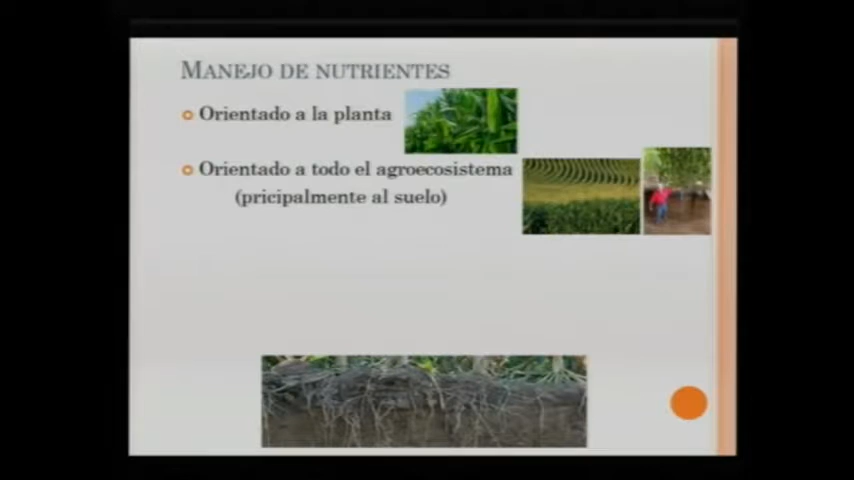 MANEJO DE NUTRIENTES
Orientado a la planta
Orientado a todo el agroecosistema
(pricipalmente al suelo)